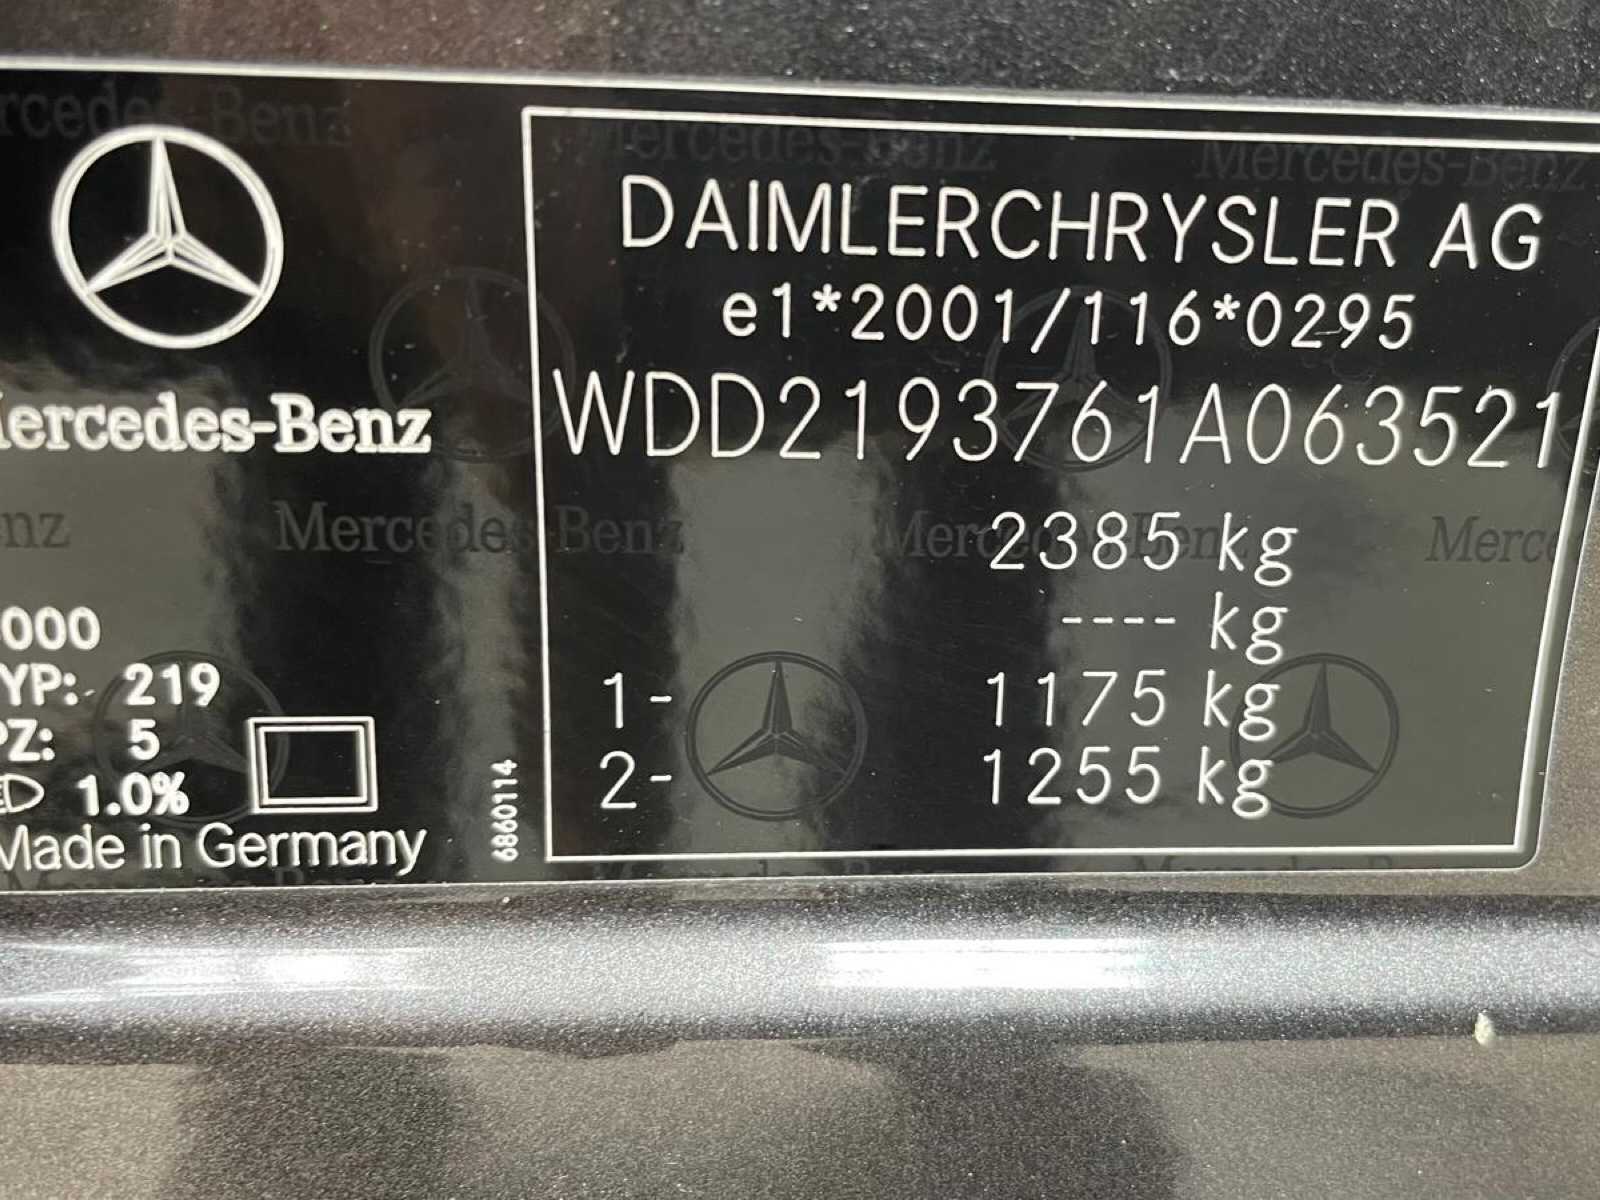 Mercedes-Benz
DAIMLERCHRYSLER AG
e1*2001/116*0295
WDD2193761A063521
2385 kg
---- kg
1- 1175 kg
2- 1255 kg
000
YP: 219
PZ: 5
1.0%
Made in Germany
6860114